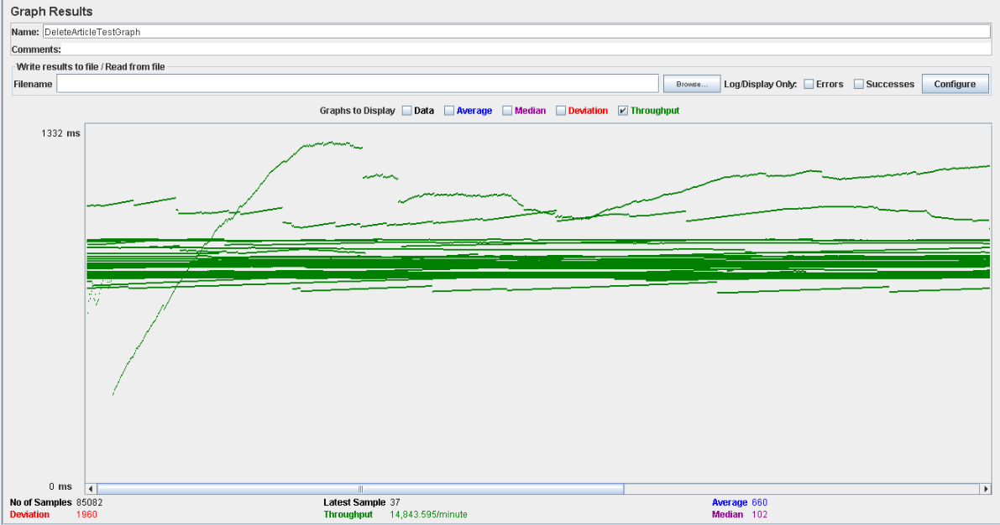 Graph Results
Name: DeleteArticleTestGraph
Comments:
Write results to file / Read from file
Filename Browse... Log/Display Only: Errors Successes Configure
Graphs to Display Data Average Median Deviation Throughput
1332 ms
0 ms
No of Samples 85082 Latest Sample 37 Average 660
Deviation 1960 Throughput 14,843.595/minute Median 102